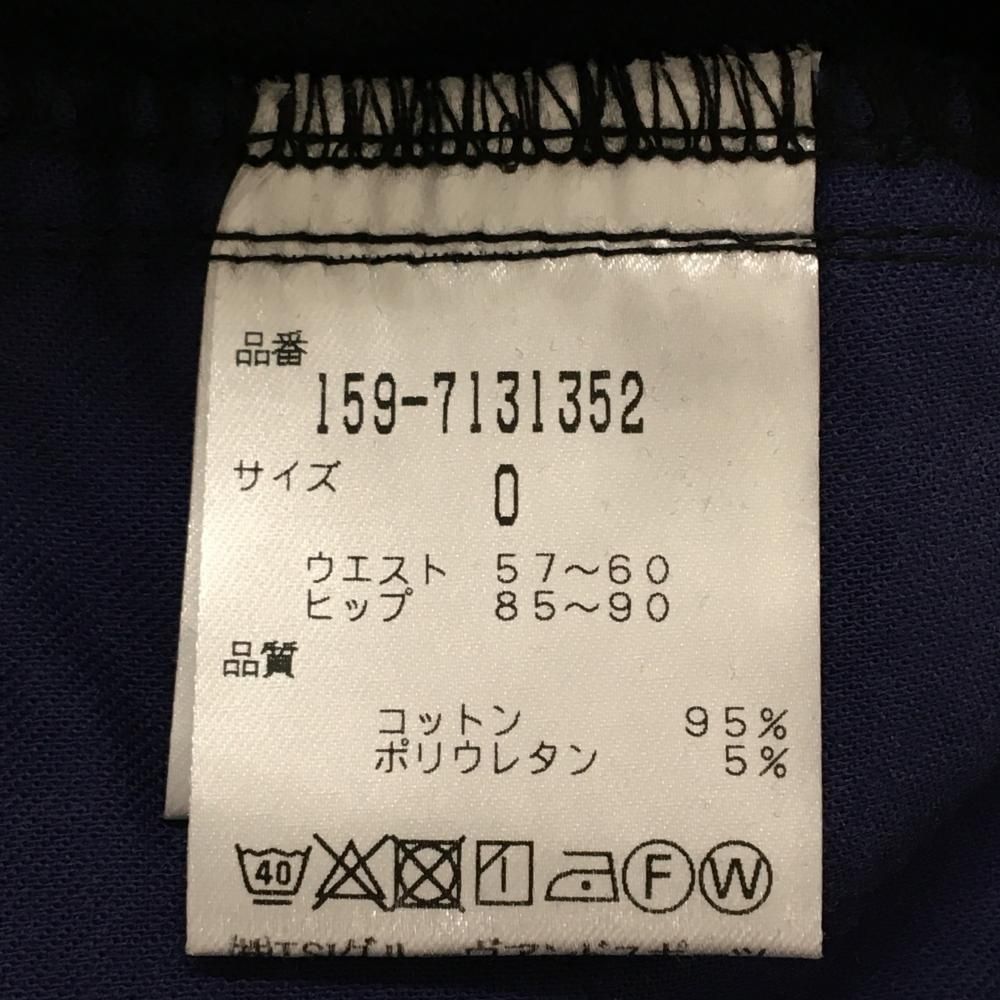 品番
159-7131352
サイズ 0
ウエスト 57〜60
ヒップ 85〜90
品質
コットン 95%
ポリウレタン 5%
40 F W